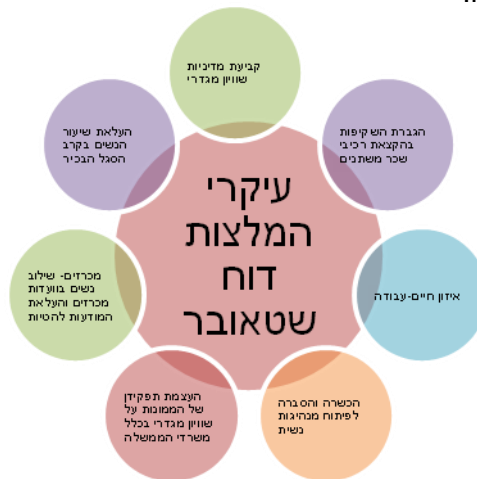 קביעת מדיניות
שוויון מגדרי
הגברת השקיפות
בהקצאת רכיבי
שכר משתנים
איזון חיים-עבודה
הכשרה והסברה
לפיתוח מנהיגות
נשית
העצמת תפקידן
של הממונות על
שוויון מגדרי בכלל
משרדי הממשלה
מכרזים- שילוב
נשים בוועדות
מכרזים והעלאת
המודעות להטיות
העלאת שיעור
הנשים בקרב
הסגל הבכיר
עיקרי
המלצות
דוח
שטאובר